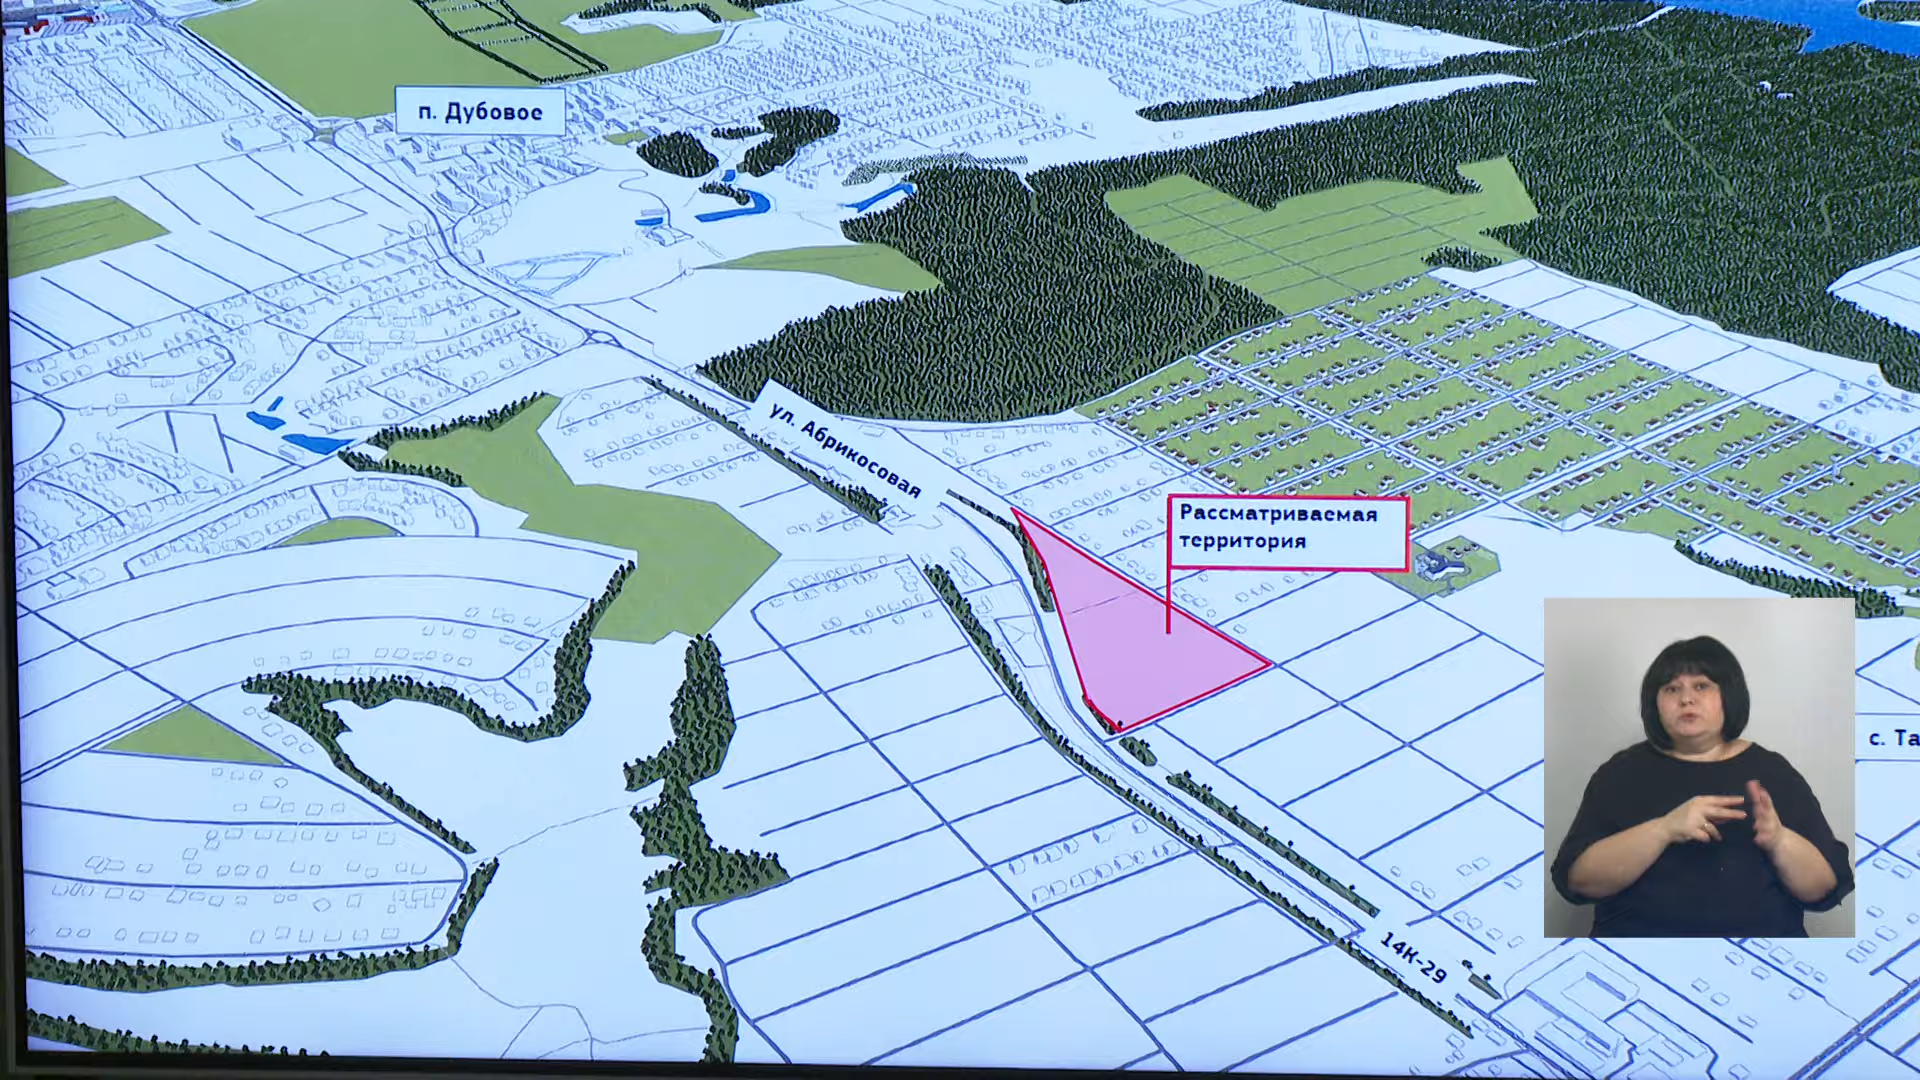 п. Дубовое
ул. Абрикосовая
Рассматриваемая
территория
с. Та
14К-29